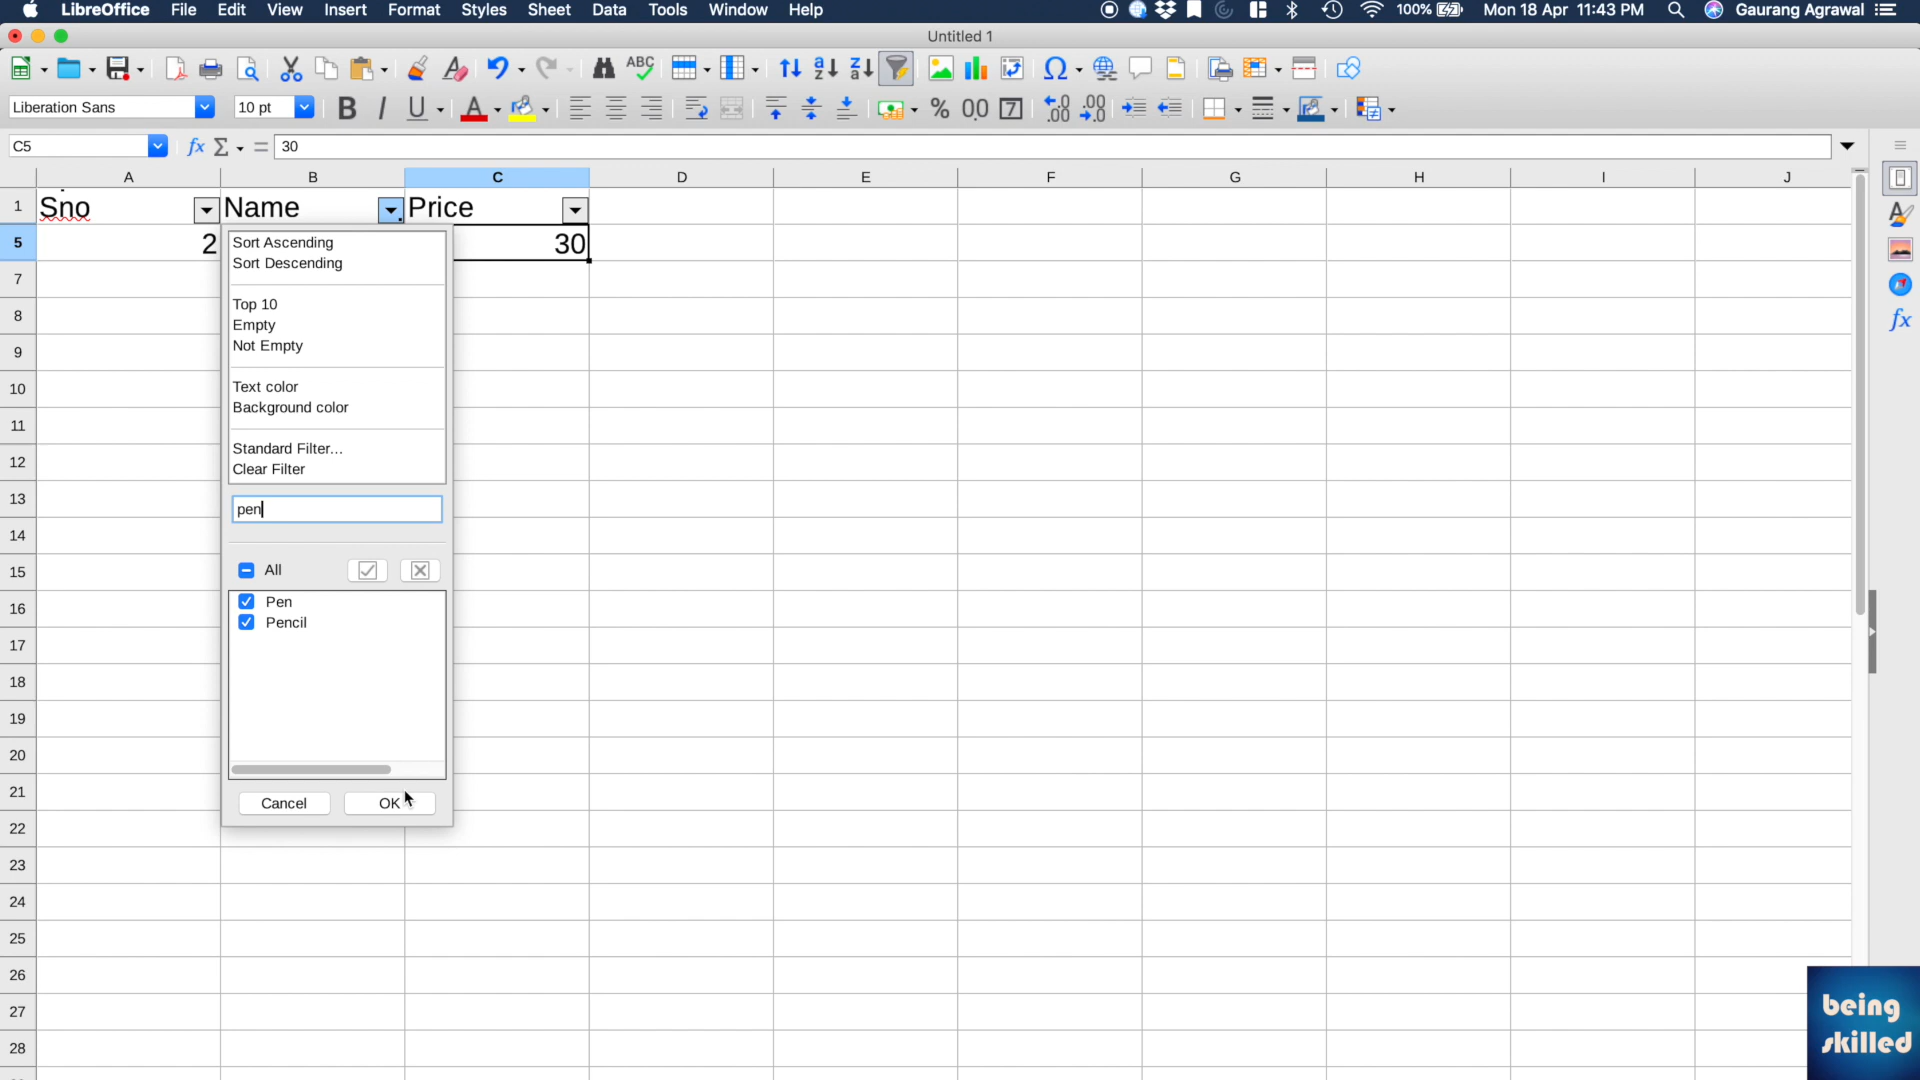 LibreOffice File Edit View Insert Format Styles Sheet Data Tools Window Help 100% Mon 18 Apr 11:43 PM Gaurang Agrawal
Untitled 1
Liberation Sans 10 pt
C5 fx Σ = 30
A B C D E F G H I J
1 Sno Name Price
5 2 30
Sort Ascending
Sort Descending
7
Top 10
8
Empty
Not Empty
9
Text color
10
Background color
11
Standard Filter...
12
Clear Filter
13
pen
14
15
All
16
Pen
Pencil
17
18
19
20
21
Cancel OK
22
23
24
25
26
27
28
being
skilled